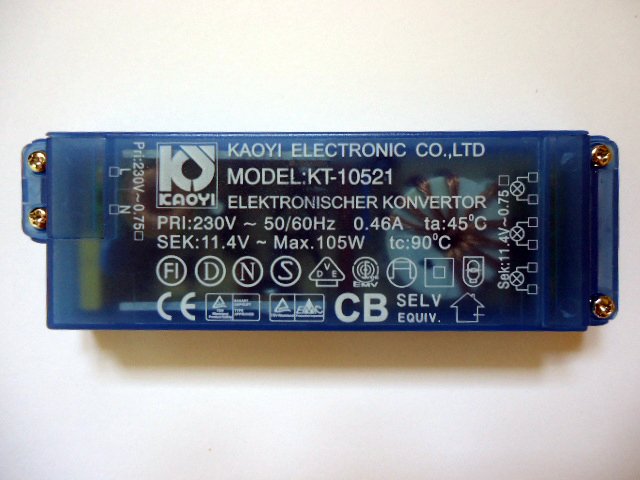 KAOYI
KAOYI ELECTRONIC CO.,LTD
MODEL:KT-10521
ELEKTRONISCHER KONVERTOR
PRI:230V ~ 50/60Hz 0.46A ta:45°C
SEK:11.4V ~ Max.105W tc:90°C
FI D N S DVE EMV
CE CB SELV
EQUIV.
Pri:230V~0.75□
L
N
Sek:11.4V~0.75□